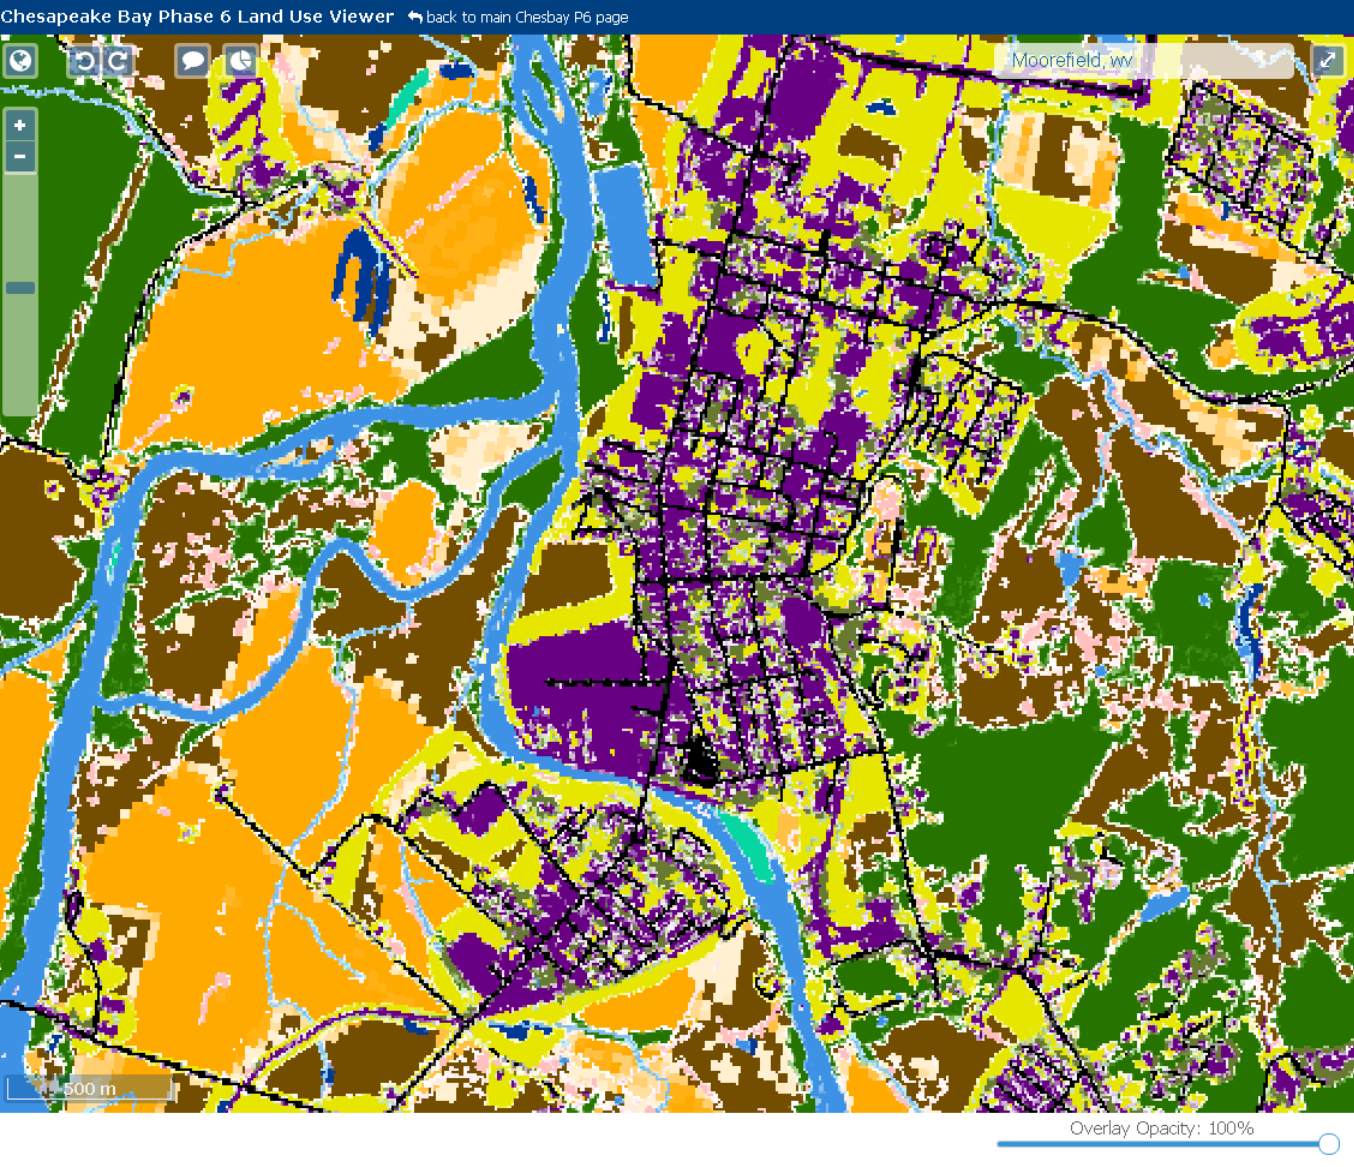 Chesapeake Bay Phase 6 Land Use Viewer back to main Chesbay P6 page
Moorefield, wv
+
−
500 m
Overlay Opacity: 100%